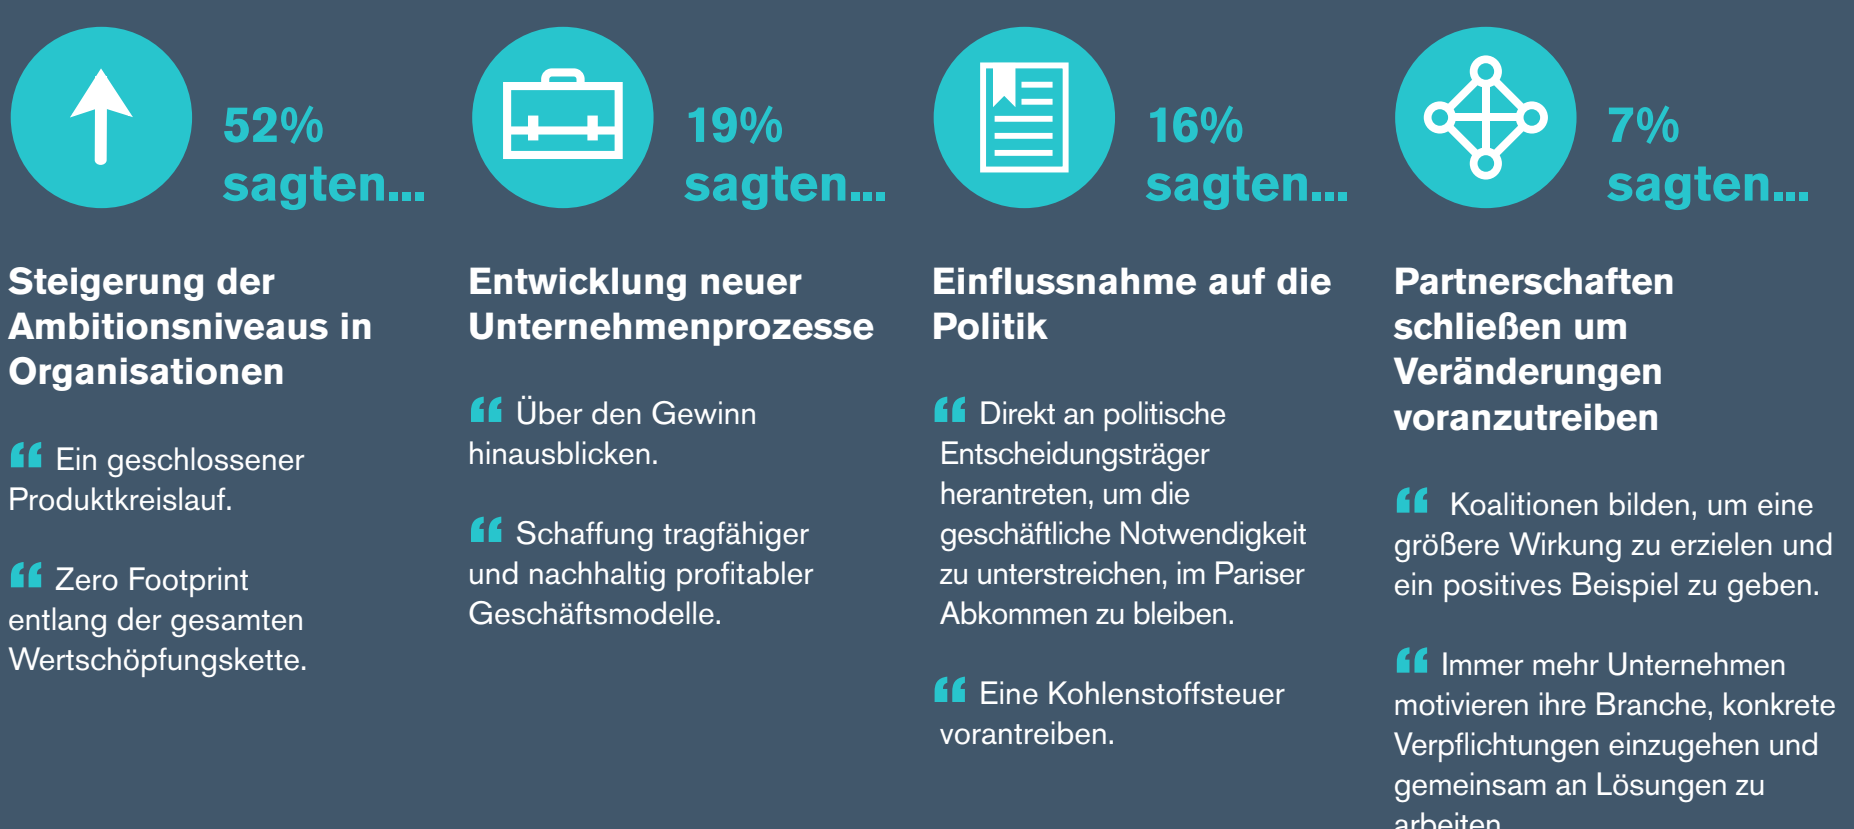 52%
sagten...
Steigerung der
Ambitionsniveaus in
Organisationen
“ Ein geschlossener
Produktkreislauf.
“ Zero Footprint
entlang der gesamten
Wertschöpfungskette.
19%
sagten...
Entwicklung neuer
Unternehmenprozesse
“ Über den Gewinn
hinausblicken.
“ Schaffung tragfähiger
und nachhaltig profitabler
Geschäftsmodelle.
16%
sagten...
Einflussnahme auf die
Politik
“ Direkt an politische
Entscheidungsträger
herantreten, um die
geschäftliche Notwendigkeit
zu unterstreichen, im Pariser
Abkommen zu bleiben.
“ Eine Kohlenstoffsteuer
vorantreiben.
7%
sagten...
Partnerschaften
schließen um
Veränderungen
voranzutreiben
“ Koalitionen bilden, um eine
größere Wirkung zu erzielen und
ein positives Beispiel zu geben.
“ Immer mehr Unternehmen
motivieren ihre Branche, konkrete
Verpflichtungen einzugehen und
gemeinsam an Lösungen zu
arbeiten